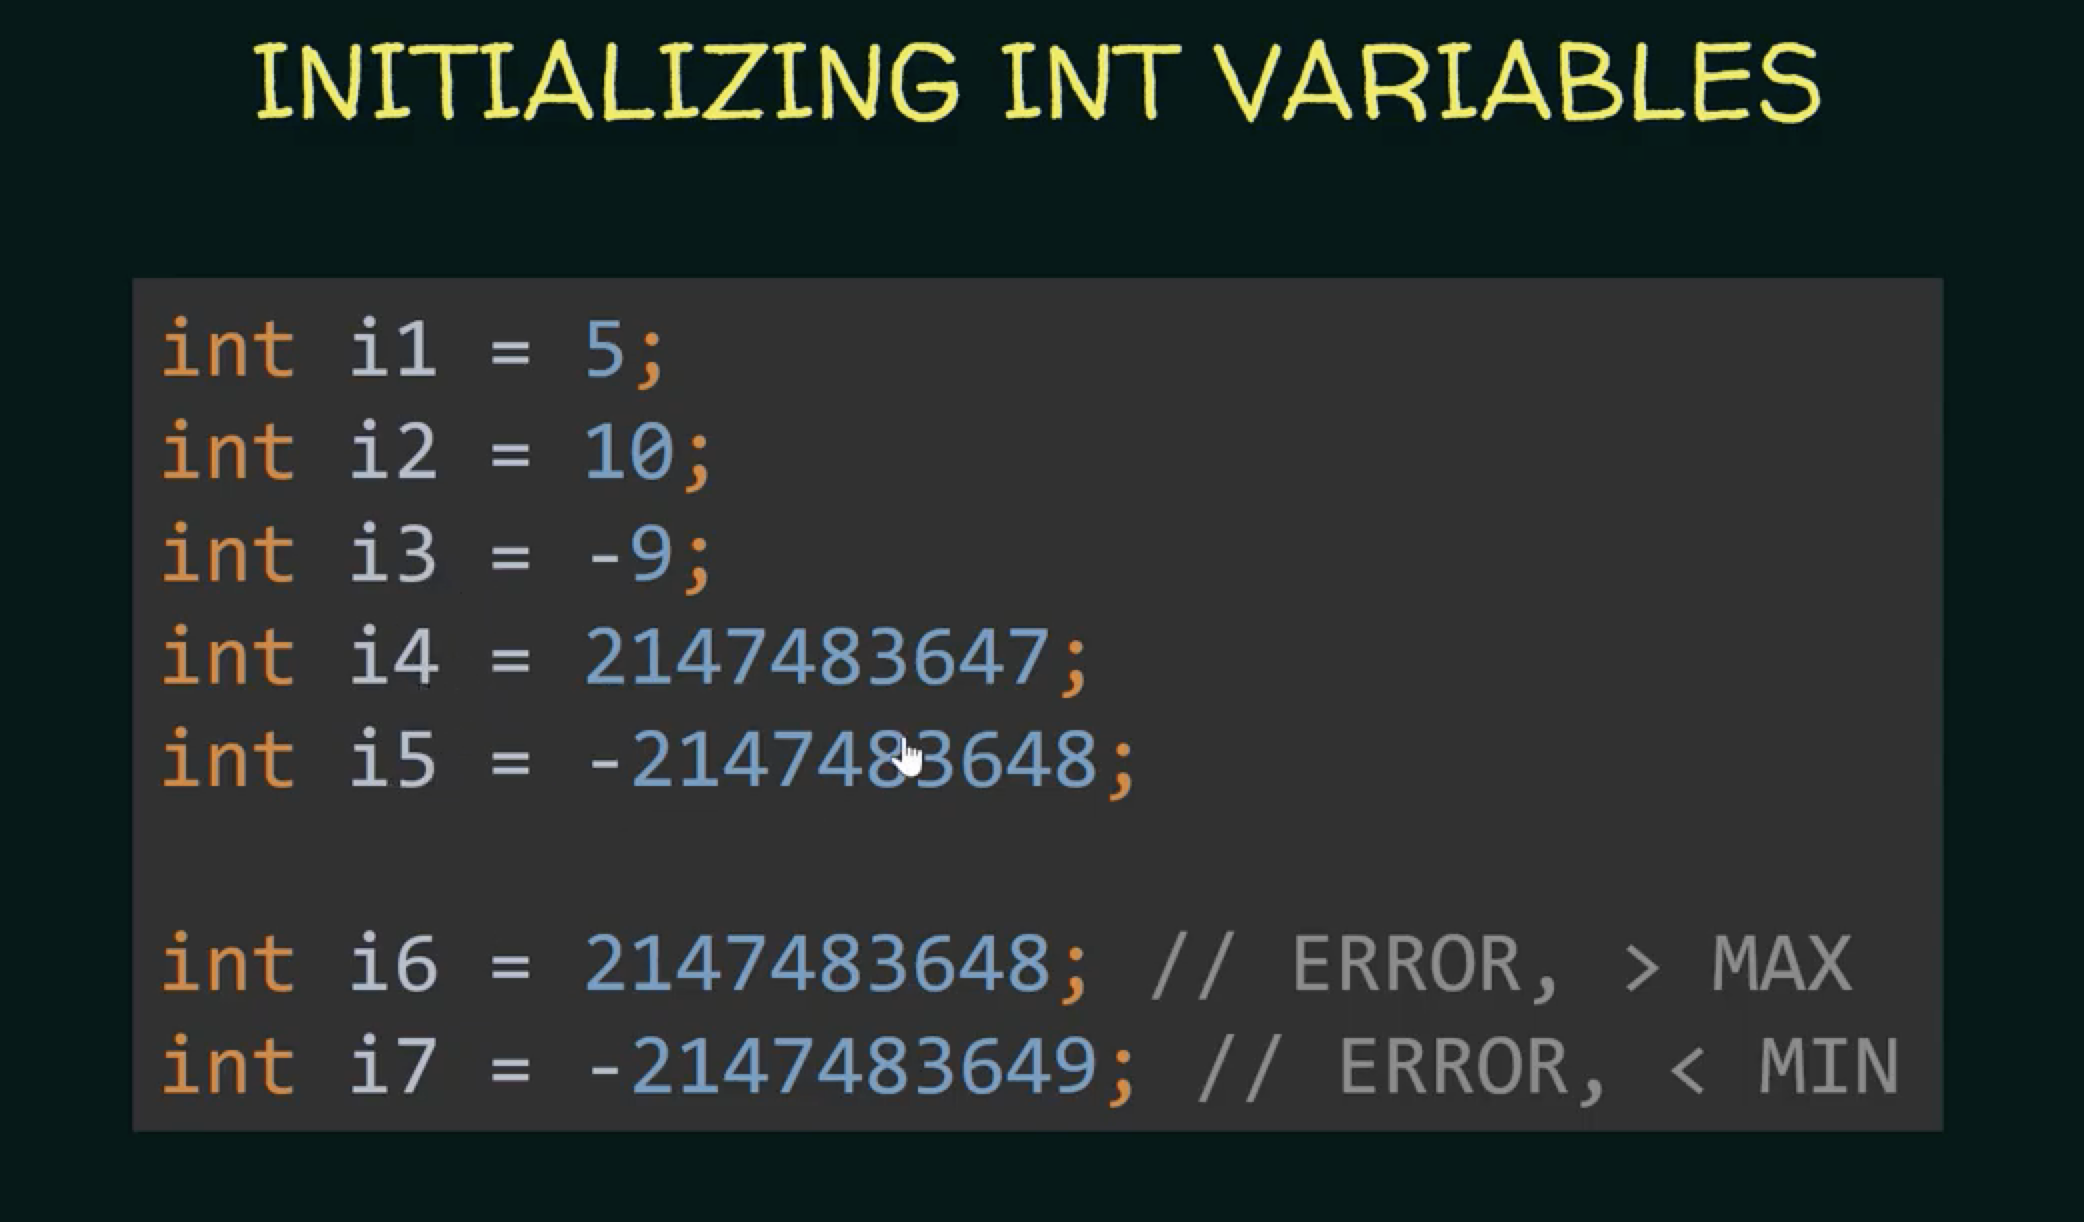 INITIALIZING INT VARIABLES
int i1 = 5;
int i2 = 10;
int i3 = -9;
int i4 = 2147483647;
int i5 = -2147483648;
int i6 = 2147483648; // ERROR, > MAX
int i7 = -2147483649; // ERROR, < MIN